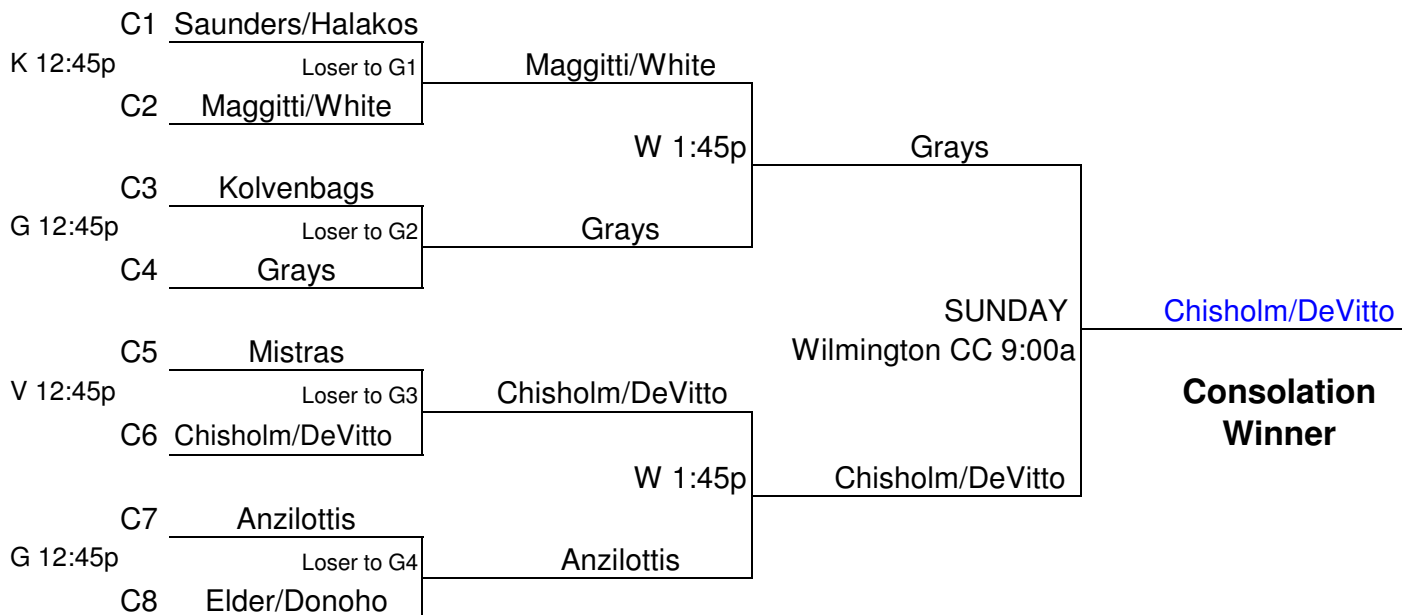 C1 Saunders/Halakos
K 12:45p Loser to G1 Maggitti/White
C2 Maggitti/White
W 1:45p Grays
C3 Kolvenbags
G 12:45p Loser to G2 Grays
C4 Grays
SUNDAY Chisholm/DeVitto
Wilmington CC 9:00a
C5 Mistras
V 12:45p Loser to G3 Chisholm/DeVitto
Consolation
Winner
C6 Chisholm/DeVitto
W 1:45p Chisholm/DeVitto
C7 Anzilottis
G 12:45p Loser to G4 Anzilottis
C8 Elder/Donoho